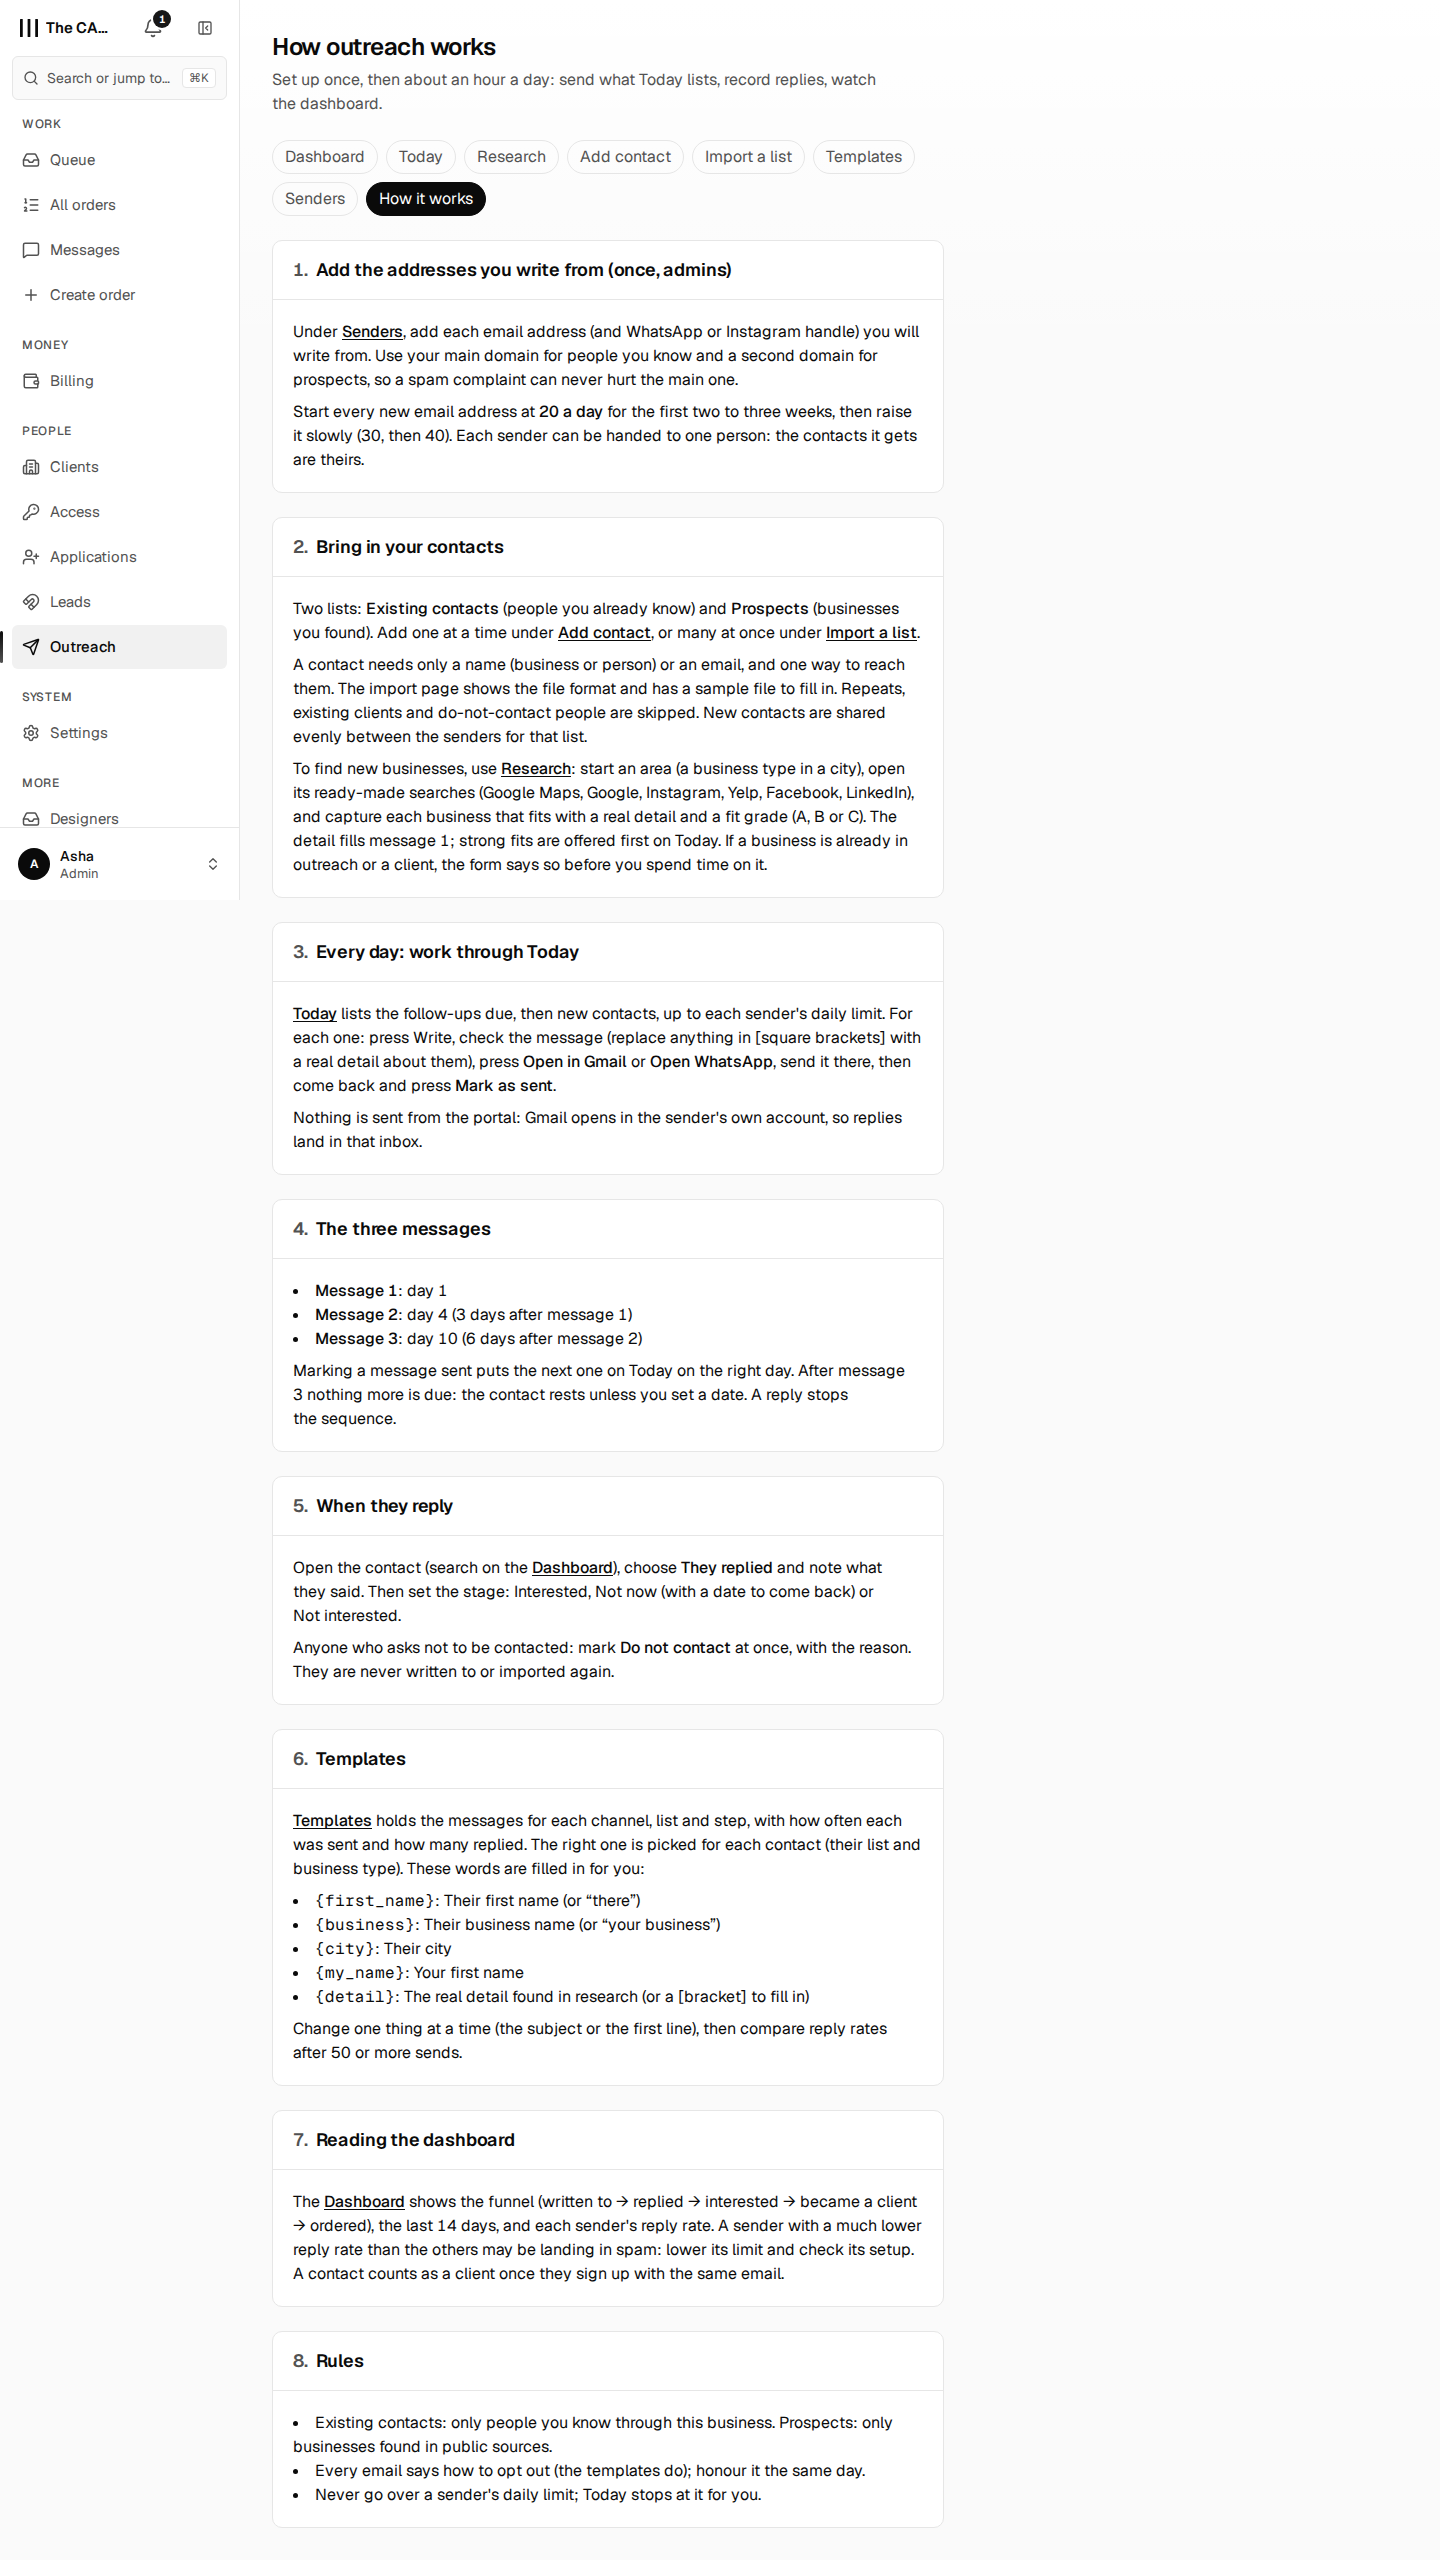 The CA...
1
Search or jump to...
⌘K
WORK
Queue
All orders
Messages
Create order
MONEY
Billing
PEOPLE
Clients
Access
Applications
Leads
Outreach
SYSTEM
Settings
MORE
Designers
A
Asha
Admin
How outreach works
Set up once, then about an hour a day: send what Today lists, record replies, watch
the dashboard.
Dashboard
Today
Research
Add contact
Import a list
Templates
Senders
How it works
1. Add the addresses you write from (once, admins)
Under Senders, add each email address (and WhatsApp or Instagram handle) you will
write from. Use your main domain for people you know and a second domain for
prospects, so a spam complaint can never hurt the main one.
Start every new email address at 20 a day for the first two to three weeks, then raise
it slowly (30, then 40). Each sender can be handed to one person: the contacts it gets
are theirs.
2. Bring in your contacts
Two lists: Existing contacts (people you already know) and Prospects (businesses
you found). Add one at a time under Add contact, or many at once under Import a list.
A contact needs only a name (business or person) or an email, and one way to reach
them. The import page shows the file format and has a sample file to fill in. Repeats,
existing clients and do-not-contact people are skipped. New contacts are shared
evenly between the senders for that list.
To find new businesses, use Research: start an area (a business type in a city), open
its ready-made searches (Google Maps, Google, Instagram, Yelp, Facebook, LinkedIn),
and capture each business that fits with a real detail and a fit grade (A, B or C). The
detail fills message 1; strong fits are offered first on Today. If a business is already in
outreach or a client, the form says so before you spend time on it.
3. Every day: work through Today
Today lists the follow-ups due, then new contacts, up to each sender's daily limit. For
each one: press Write, check the message (replace anything in [square brackets] with
a real detail about them), press Open in Gmail or Open WhatsApp, send it there, then
come back and press Mark as sent.
Nothing is sent from the portal: Gmail opens in the sender's own account, so replies
land in that inbox.
4. The three messages
• Message 1: day 1
• Message 2: day 4 (3 days after message 1)
• Message 3: day 10 (6 days after message 2)
Marking a message sent puts the next one on Today on the right day. After message
3 nothing more is due: the contact rests unless you set a date. A reply stops
the sequence.
5. When they reply
Open the contact (search on the Dashboard), choose They replied and note what
they said. Then set the stage: Interested, Not now (with a date to come back) or
Not interested.
Anyone who asks not to be contacted: mark Do not contact at once, with the reason.
They are never written to or imported again.
6. Templates
Templates holds the messages for each channel, list and step, with how often each
was sent and how many replied. The right one is picked for each contact (their list and
business type). These words are filled in for you:
• {first_name}: Their first name (or “there”)
• {business}: Their business name (or “your business”)
• {city}: Their city
• {my_name}: Your first name
• {detail}: The real detail found in research (or a [bracket] to fill in)
Change one thing at a time (the subject or the first line), then compare reply rates
after 50 or more sends.
7. Reading the dashboard
The Dashboard shows the funnel (written to → replied → interested → became a client
→ ordered), the last 14 days, and each sender's reply rate. A sender with a much lower
reply rate than the others may be landing in spam: lower its limit and check its setup.
A contact counts as a client once they sign up with the same email.
8. Rules
• Existing contacts: only people you know through this business. Prospects: only
businesses found in public sources.
• Every email says how to opt out (the templates do); honour it the same day.
• Never go over a sender's daily limit; Today stops at it for you.